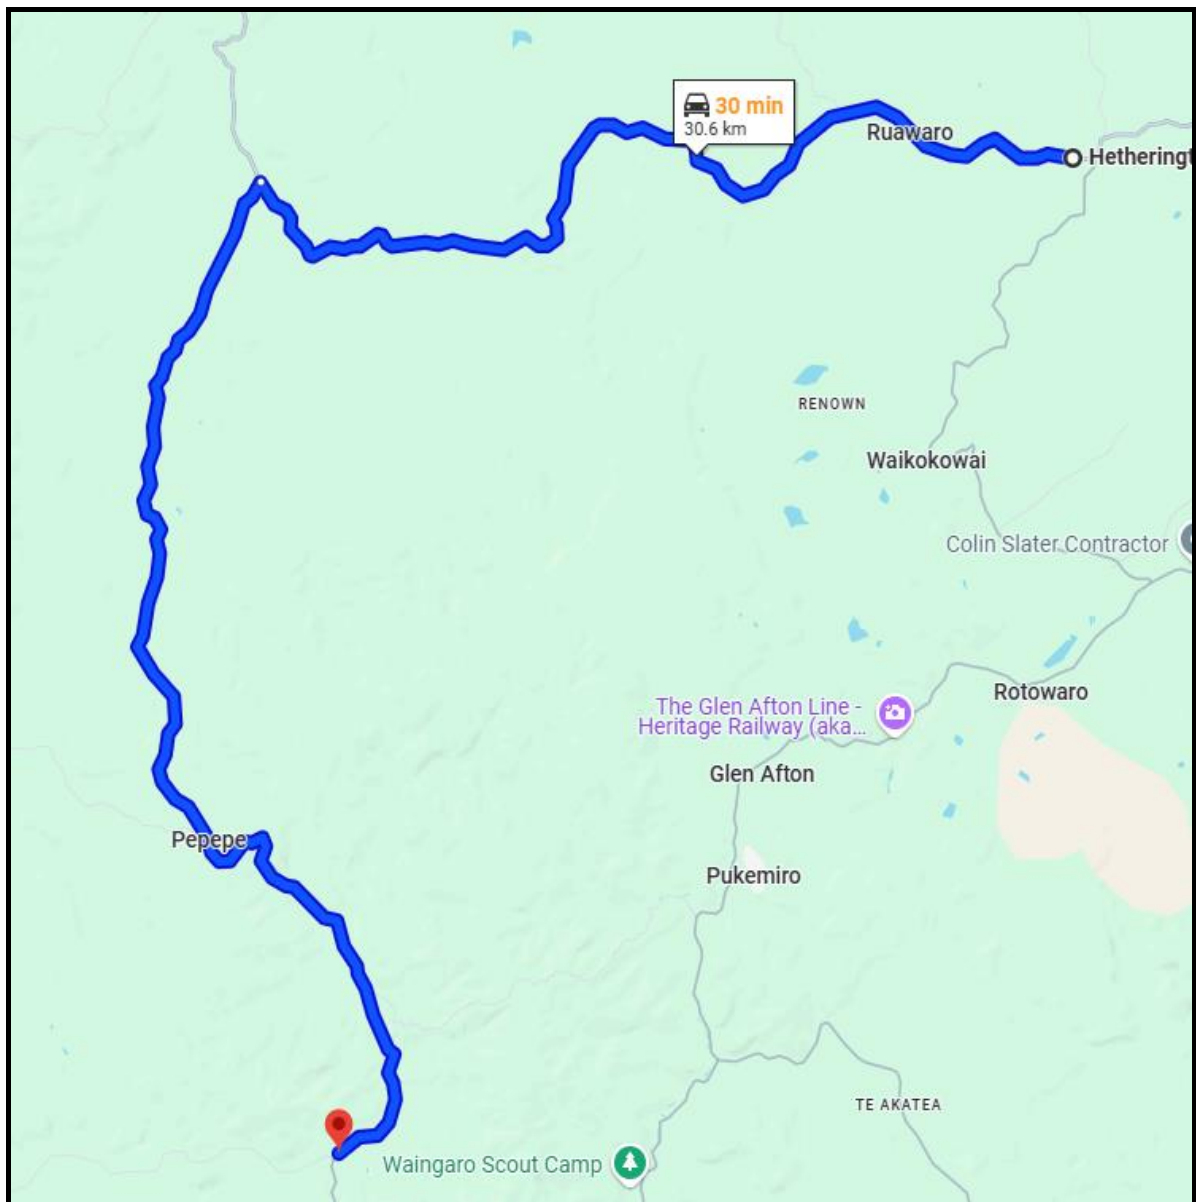 30 min
30.6 km
Ruawaro
Hetheringt
RENOWN
Waikokowai
Colin Slater Contractor
Rotowaro
The Glen Afton Line -
Heritage Railway (aka...
Glen Afton
Pepepe
Pukemiro
TE AKATEA
Waingaro Scout Camp